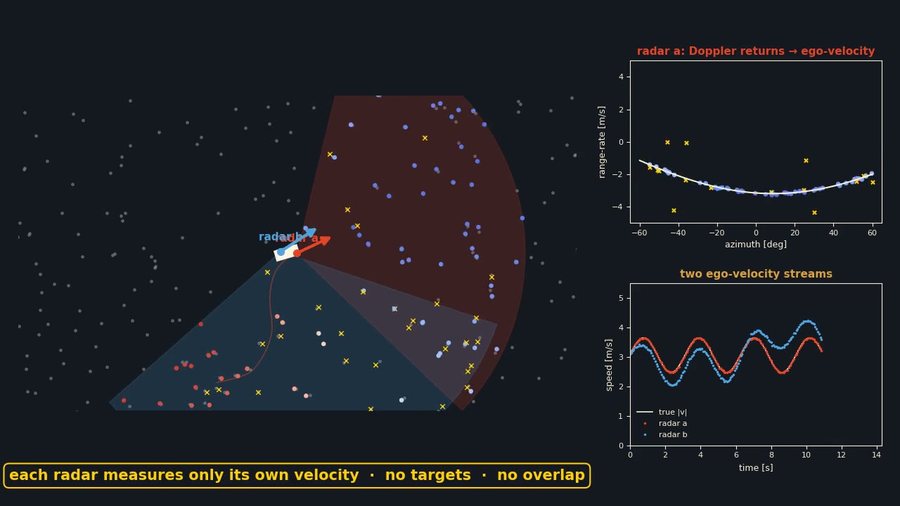 radar a: Doppler returns → ego-velocity
4
2
0
−2
−4
range-rate [m/s]
−60 −40 −20 0 20 40 60
azimuth [deg]
radar b
radar a
two ego-velocity streams
5
4
3
2
1
0
speed [m/s]
true |v|
radar a
radar b
0 2 4 6 8 10 12 14
time [s]
each radar measures only its own velocity · no targets · no overlap